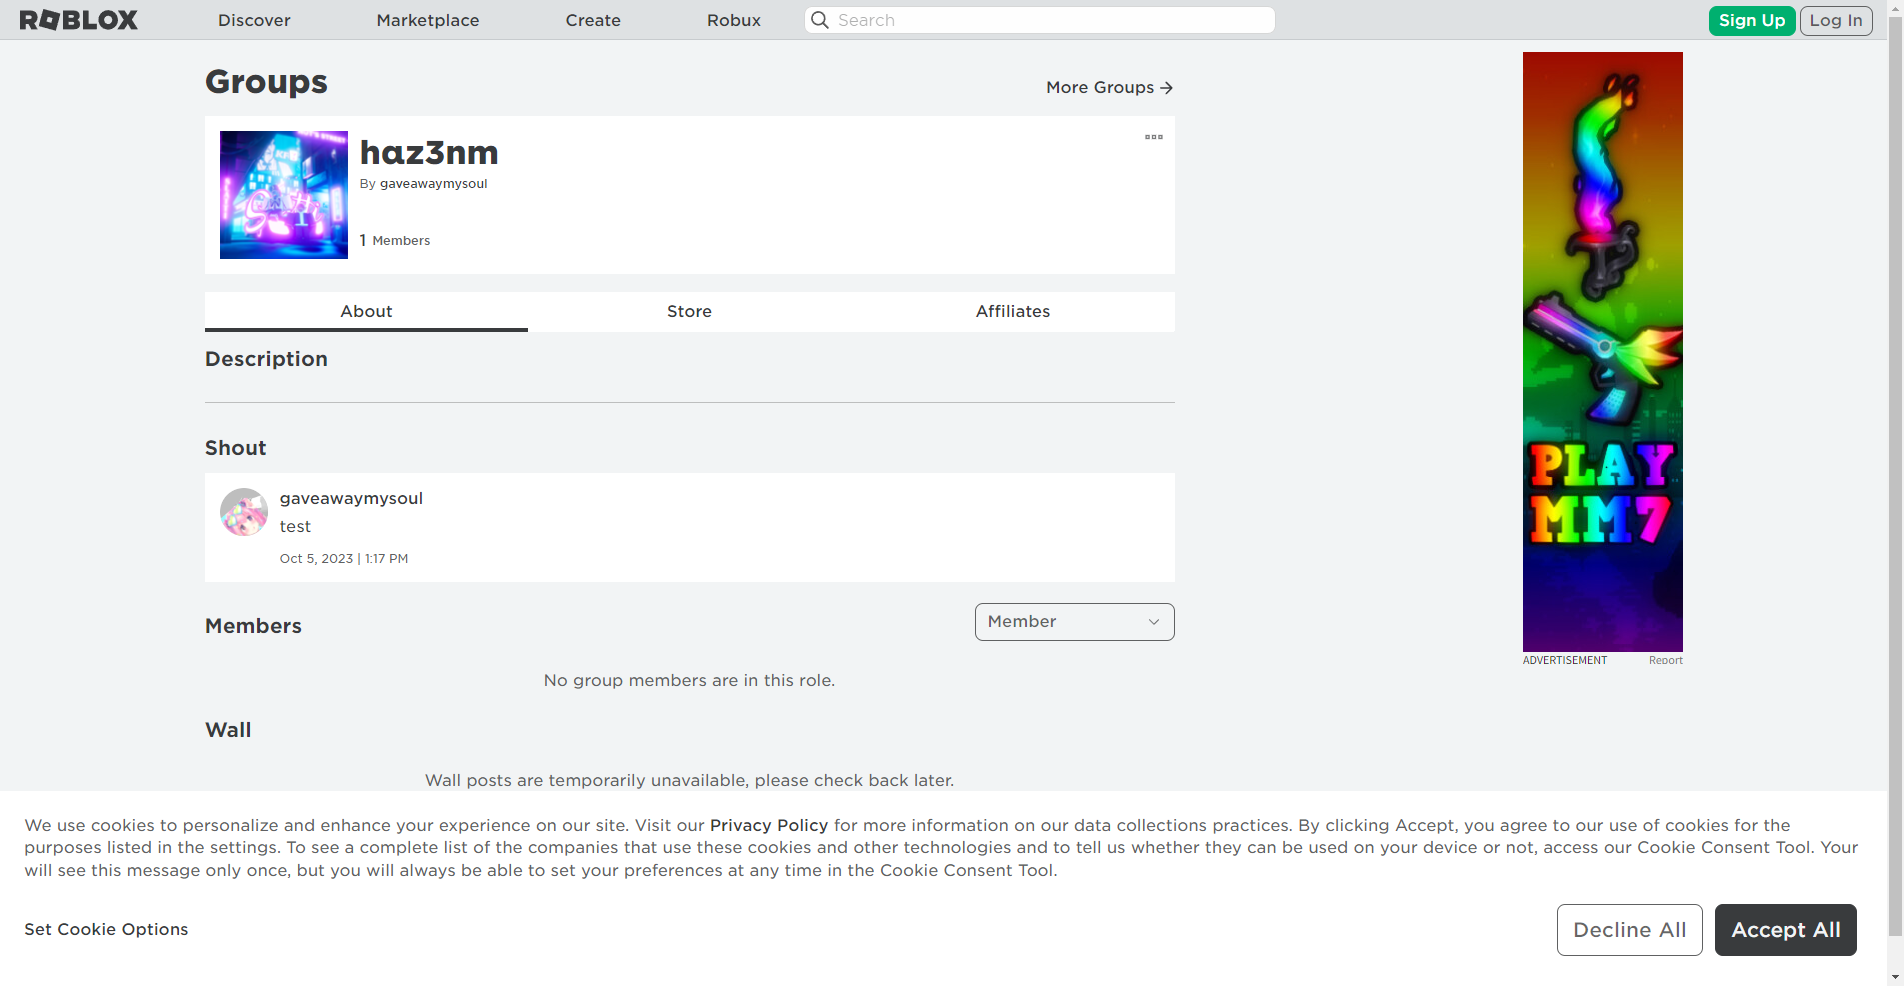 ROBLOX
Discover
Marketplace
Create
Robux
Search
Sign Up
Log In
Groups
More Groups
haz3nm
By gaveawaymysoul
1 Members
About
Store
Affiliates
Description
Shout
gaveawaymysoul
test
Oct 5, 2023 | 1:17 PM
Members
Member
No group members are in this role.
Wall
Wall posts are temporarily unavailable, please check back later.
PLAY
MM7
ADVERTISEMENT
Report
We use cookies to personalize and enhance your experience on our site. Visit our Privacy Policy for more information on our data collections practices. By clicking Accept, you agree to our use of cookies for the
purposes listed in the settings. To see a complete list of the companies that use these cookies and other technologies and to tell us whether they can be used on your device or not, access our Cookie Consent Tool. Your
will see this message only once, but you will always be able to set your preferences at any time in the Cookie Consent Tool.
Set Cookie Options
Decline All
Accept All